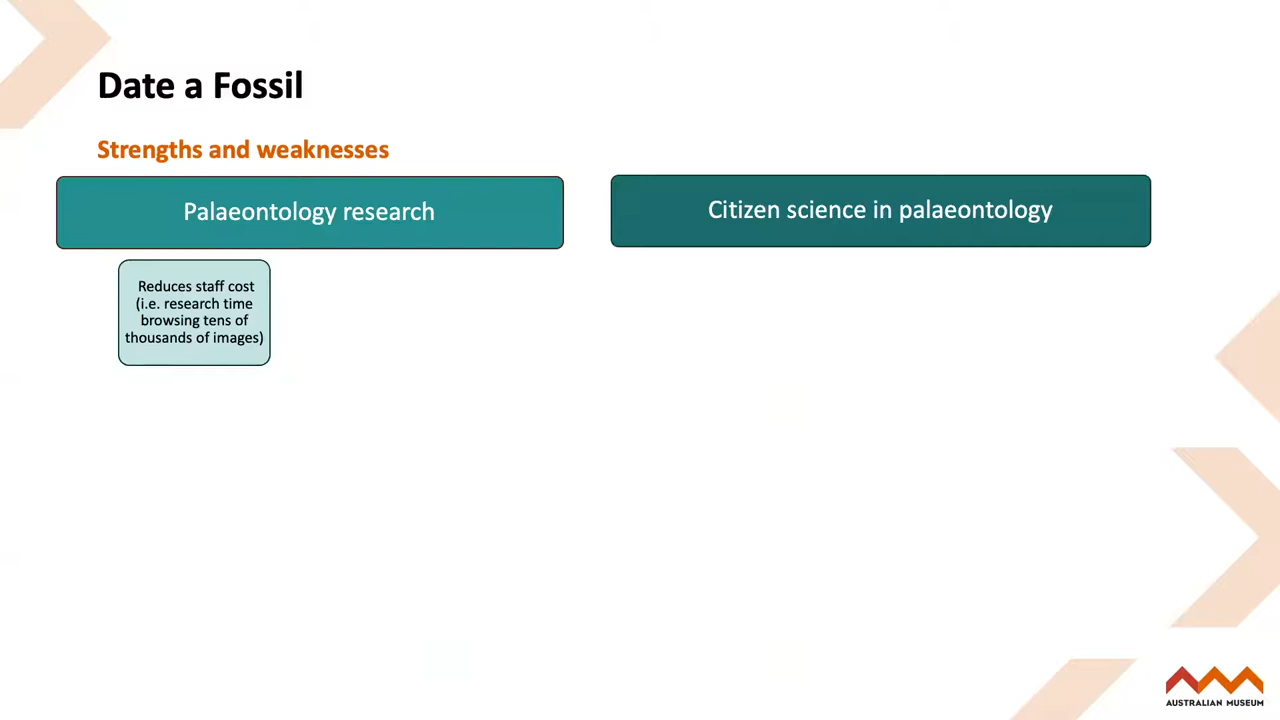 Date a Fossil
Strengths and weaknesses
Palaeontology research
Citizen science in palaeontology
Reduces staff cost
(i.e. research time
browsing tens of
thousands of images)
AUSTRALIAN MUSEUM